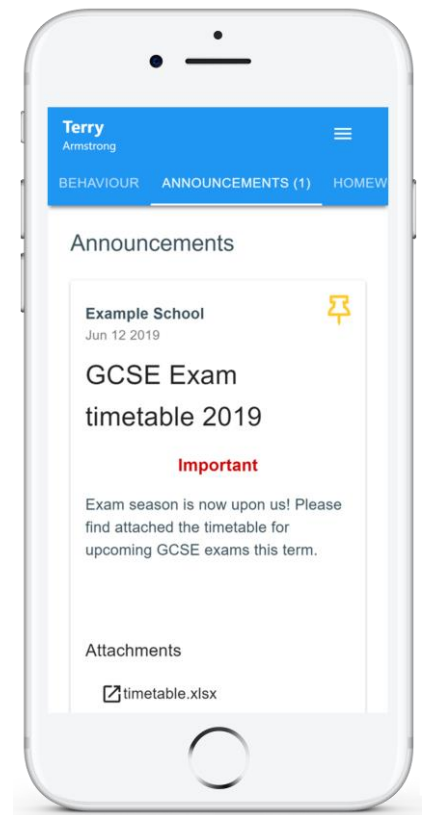 Terry
Armstrong
BEHAVIOUR ANNOUNCEMENTS (1) HOMEW
Announcements
Example School
Jun 12 2019
GCSE Exam
timetable 2019
Important
Exam season is now upon us! Please
find attached the timetable for
upcoming GCSE exams this term.
Attachments
timetable.xlsx